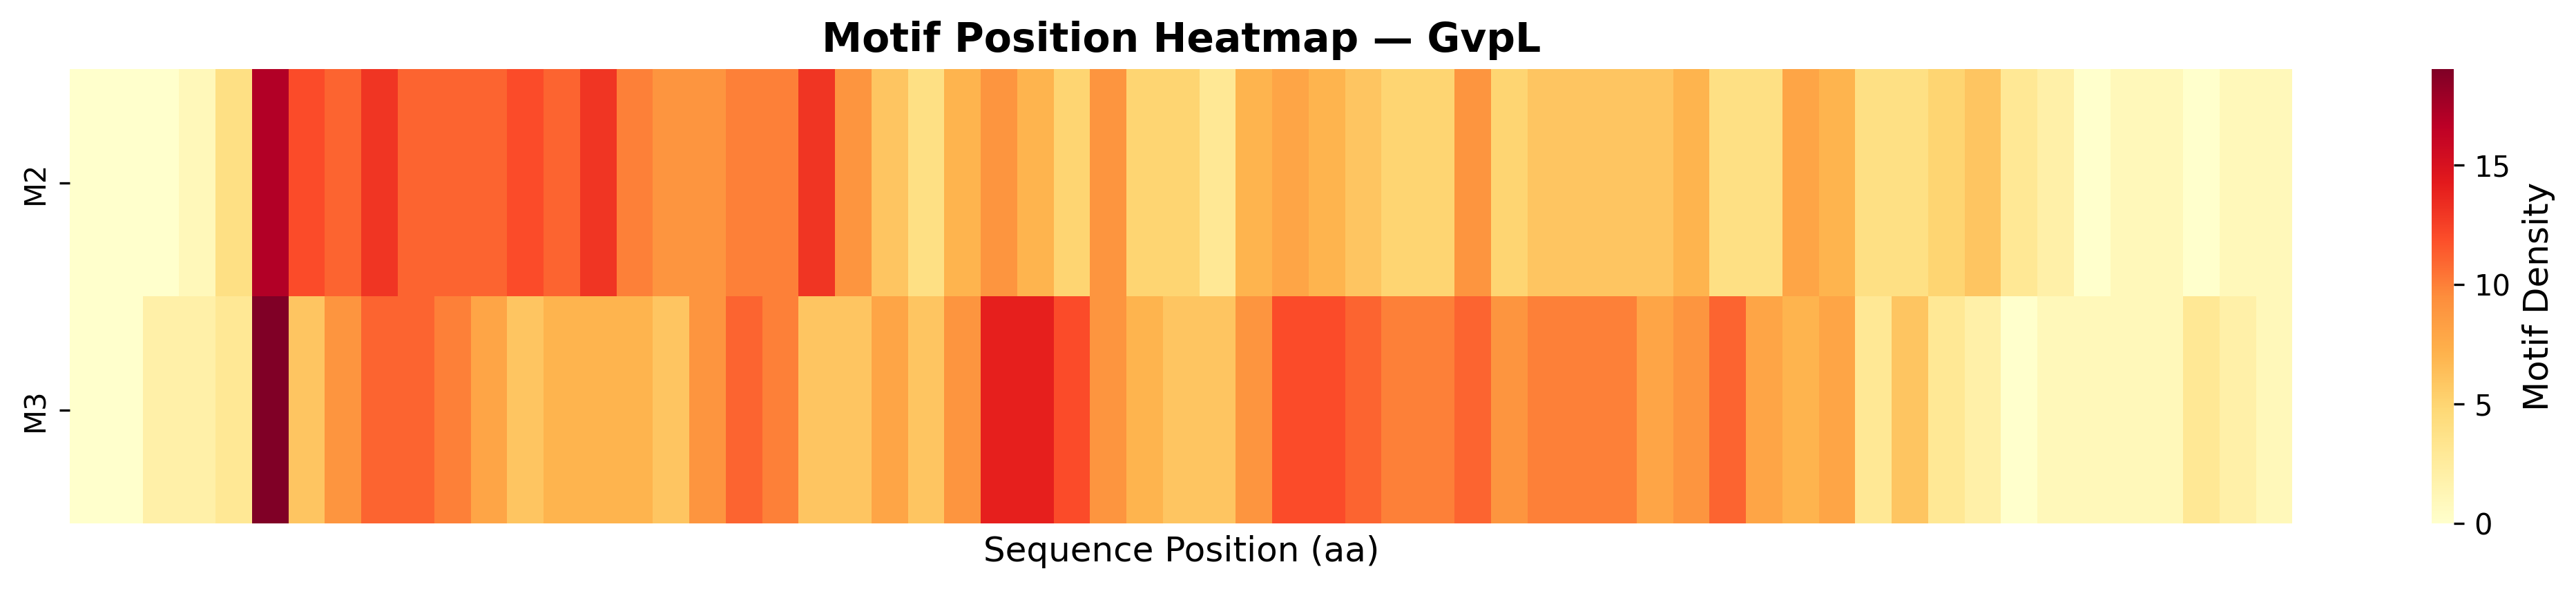 Motif Position Heatmap — GvpL
M2
M3
Sequence Position (aa)
15
10
5
0
Motif Density